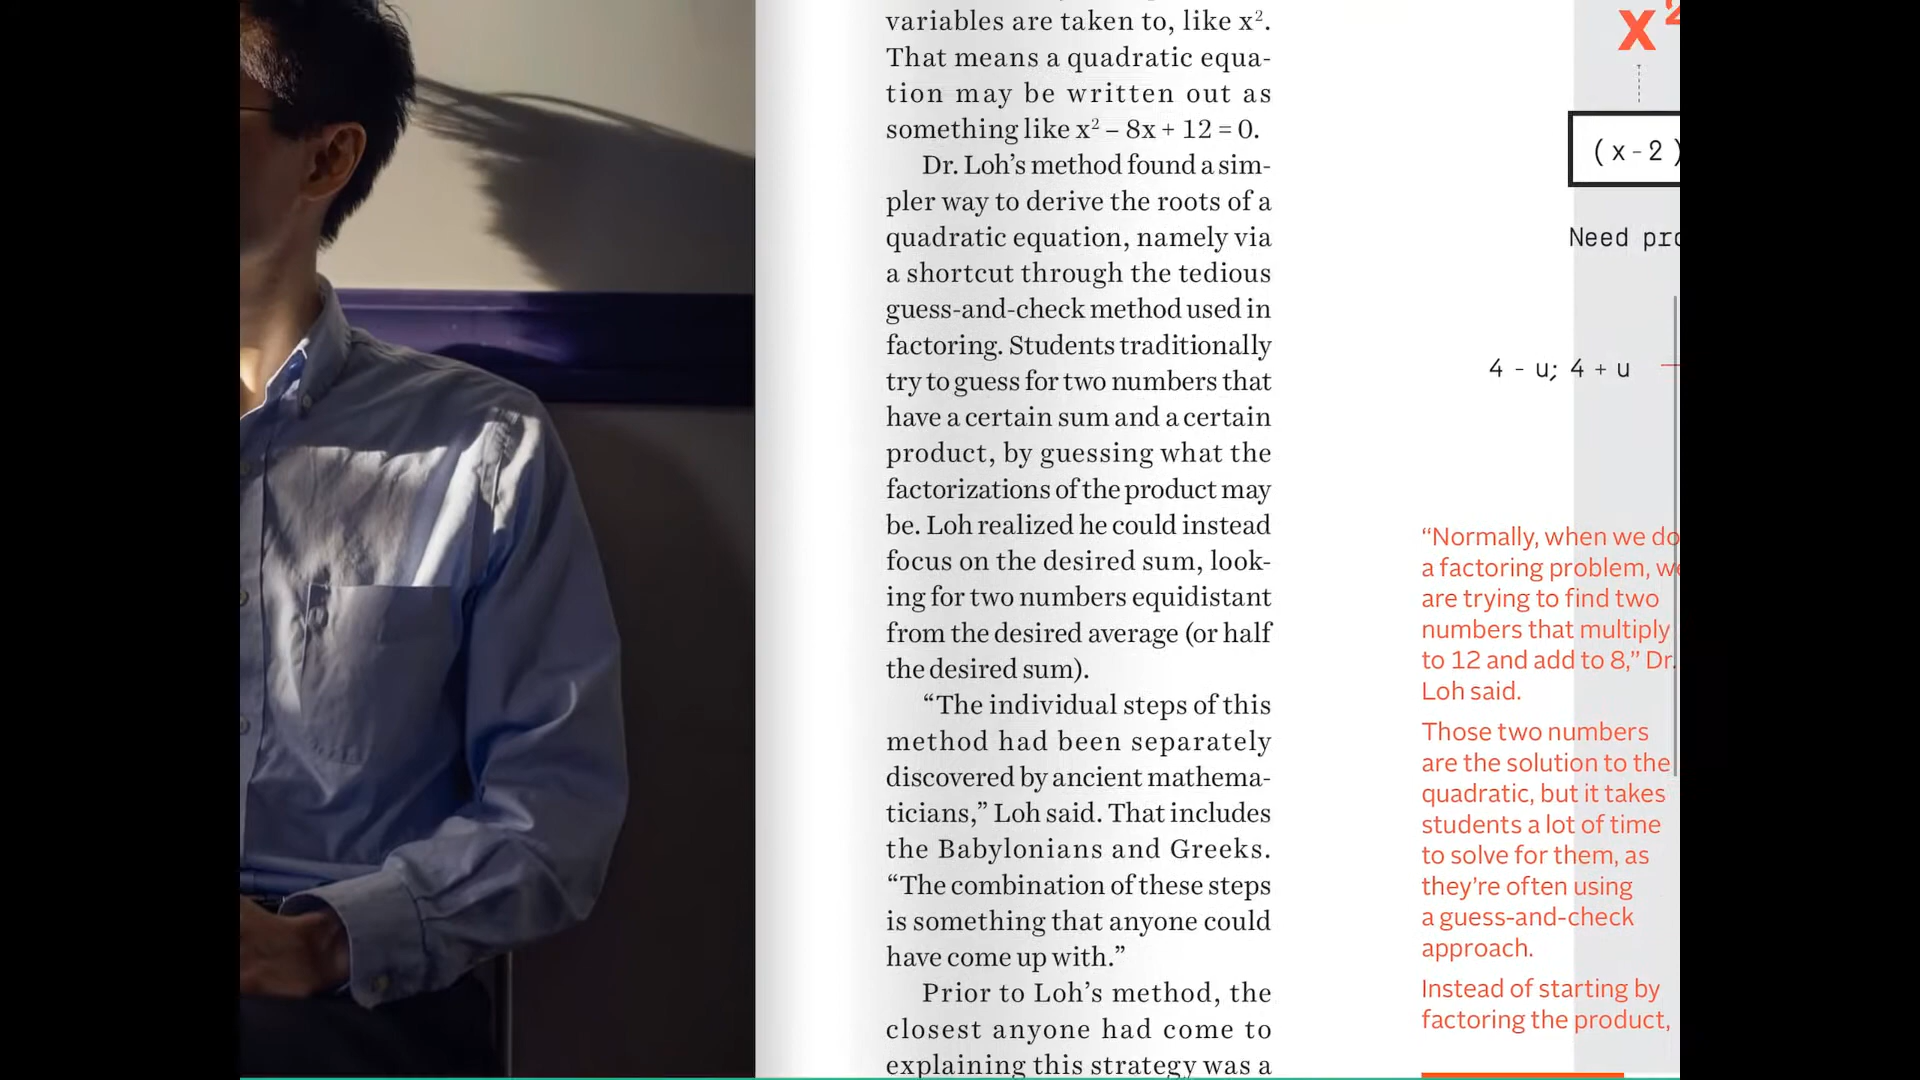 variables are taken to, like x².
That means a quadratic equa-
tion may be written out as
something like x² – 8x + 12 = 0.
Dr. Loh’s method found a sim-
pler way to derive the roots of a
quadratic equation, namely via
a shortcut through the tedious
guess-and-check method used in
factoring. Students traditionally
try to guess for two numbers that
have a certain sum and a certain
product, by guessing what the
factorizations of the product may
be. Loh realized he could instead
focus on the desired sum, look-
ing for two numbers equidistant
from the desired average (or half
the desired sum).
“The individual steps of this
method had been separately
discovered by ancient mathema-
ticians,” Loh said. That includes
the Babylonians and Greeks.
“The combination of these steps
is something that anyone could
have come up with.”
Prior to Loh’s method, the
closest anyone had come to
explaining this strategy was a
x²
(x-2)
Need
4 - u; 4 + u
“Normally, when we do
a factoring problem, we
are trying to find two
numbers that multiply
to 12 and add to 8,” Dr.
Loh said.
Those two numbers
are the solution to the
quadratic, but it takes
students a lot of time
to solve for them, as
they’re often using
a guess-and-check
approach.
Instead of starting by
factoring the product,